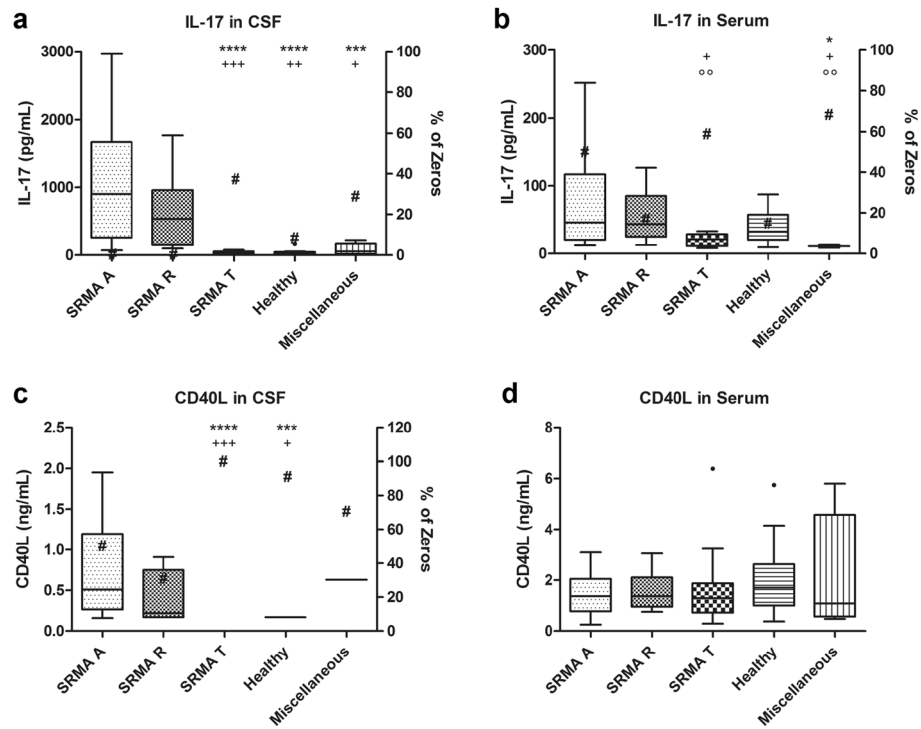 a
IL-17 in CSF
3000
2000
1000
0
IL-17 (pg/mL)
100
80
60
40
20
0
% of Zeros
**** **** ***
+++ ++ +
# # # # #
SRMA A
SRMA R
SRMA T
Healthy
Miscellaneous
b
IL-17 in Serum
300
200
100
0
IL-17 (pg/mL)
100
80
60
40
20
0
% of Zeros
*
+ +
°° °°
# # # # #
SRMA A
SRMA R
SRMA T
Healthy
Miscellaneous
c
CD40L in CSF
2.5
2.0
1.5
1.0
0.5
0.0
CD40L (ng/mL)
120
100
80
60
40
20
0
% of Zeros
**** ***
+++ +
# # # # #
SRMA A
SRMA R
SRMA T
Healthy
Miscellaneous
d
CD40L in Serum
8
6
4
2
0
CD40L (ng/mL)
SRMA A
SRMA R
SRMA T
Healthy
Miscellaneous